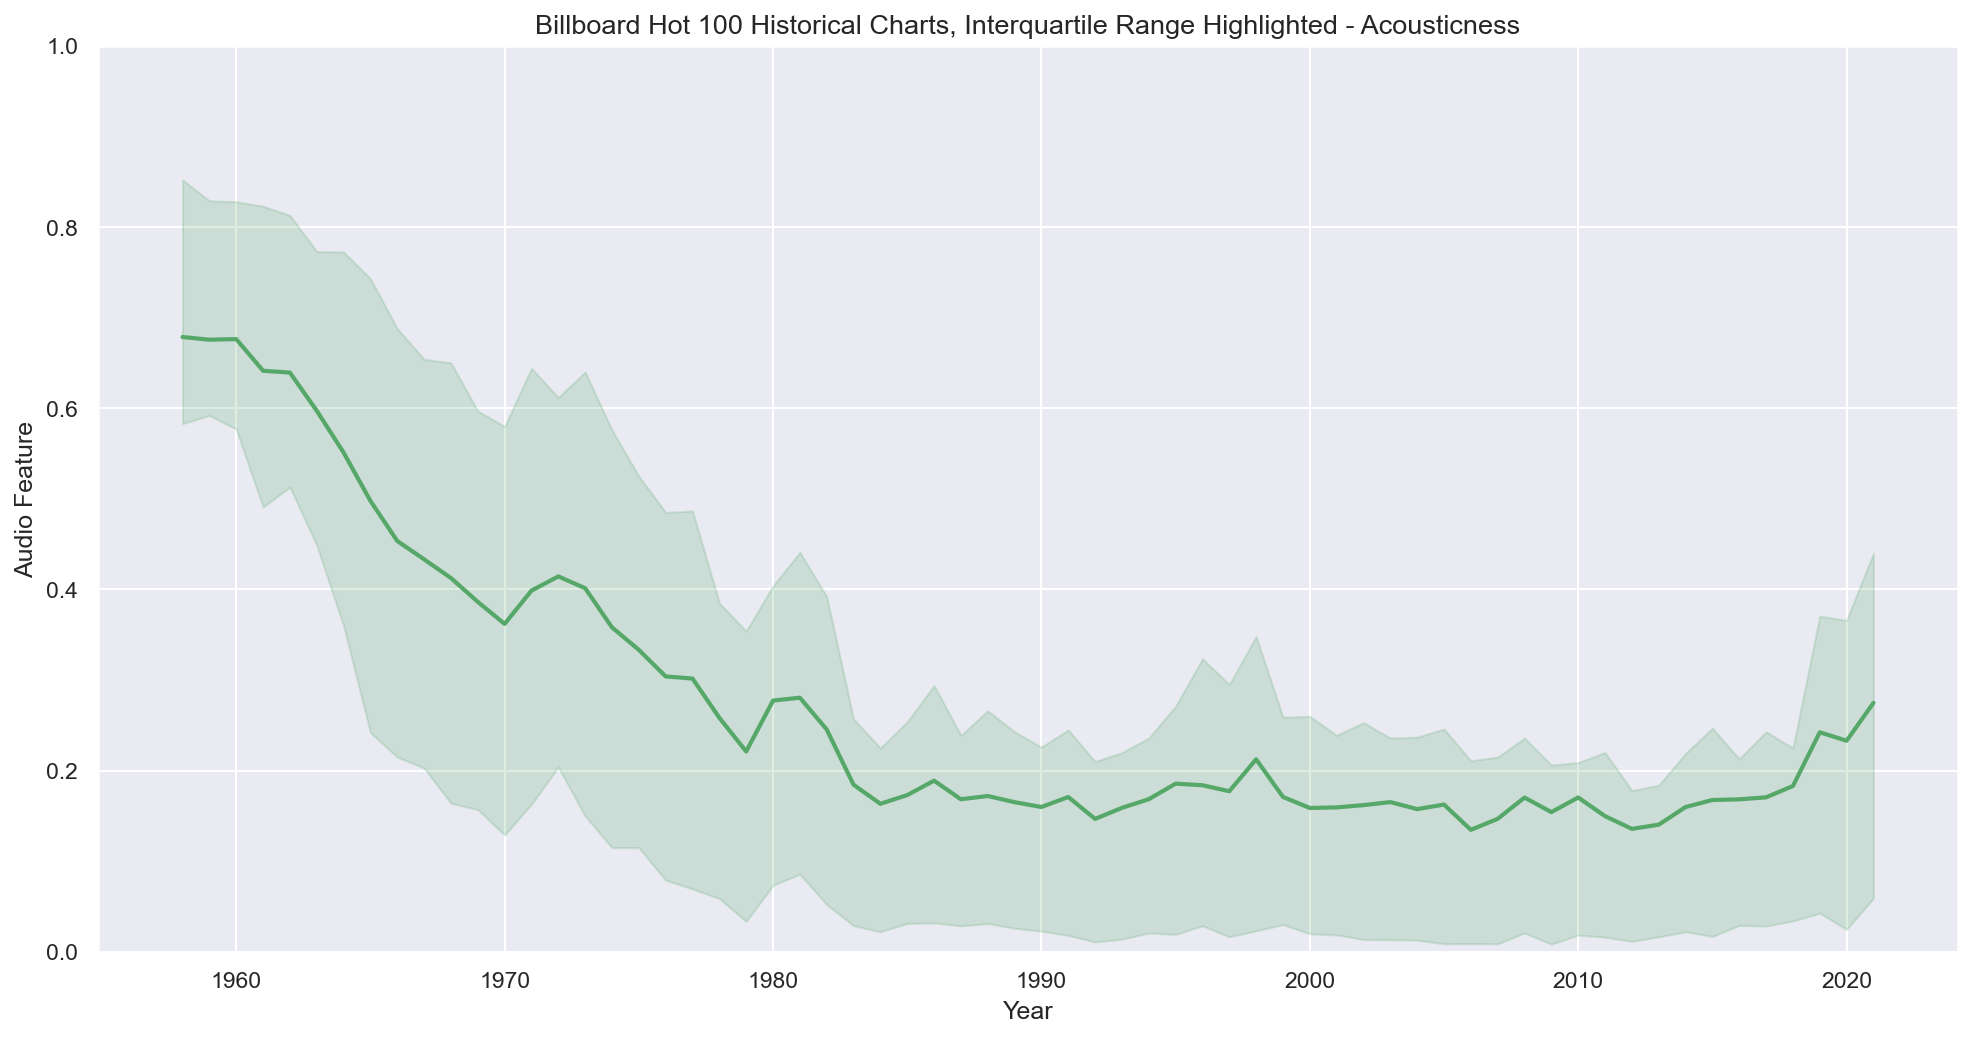 Billboard Hot 100 Historical Charts, Interquartile Range Highlighted - Acousticness
1.0
0.8
0.6
0.4
0.2
0.0
Audio Feature
1960 1970 1980 1990 2000 2010 2020
Year